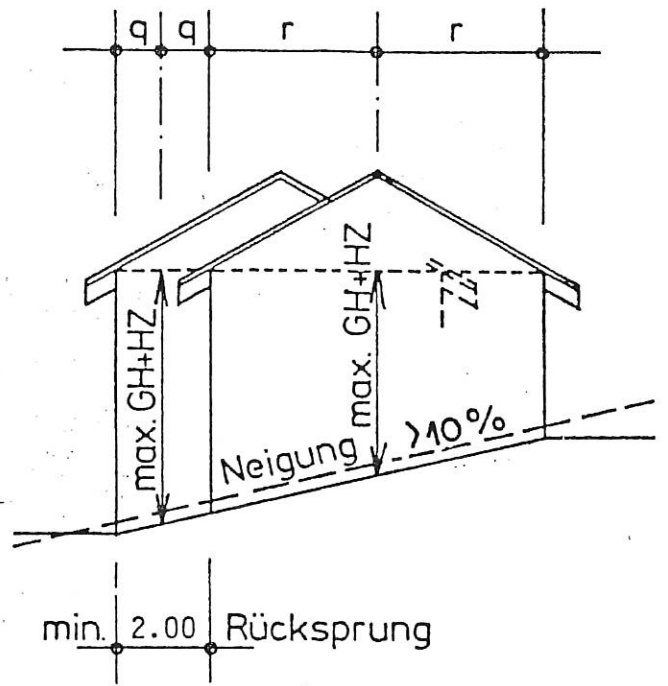 q q r r
max. GH+HZ
max. GH+HZ
Neigung >10%
min. 2.00 Rücksprung